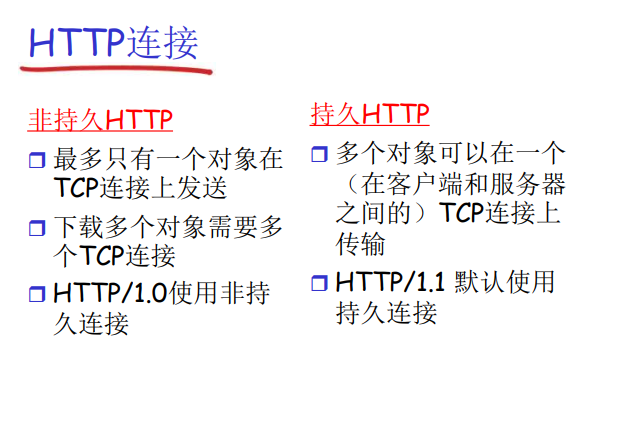 HTTP连接
非持久HTTP
最多只有一个对象在
TCP连接上发送
下载多个对象需要多
个TCP连接
HTTP/1.0使用非持
久连接
持久HTTP
多个对象可以在一个
（在客户端和服务器
之间的）TCP连接上
传输
HTTP/1.1 默认使用
持久连接